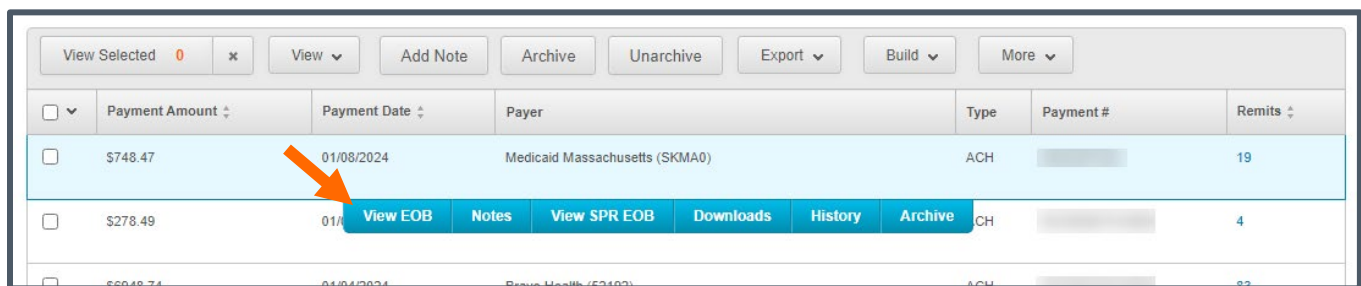 View Selected 0 × View Add Note Archive Unarchive Export Build More
Payment Amount Payment Date Payer Type Payment # Remits
$748.47 01/08/2024 Medicaid Massachusetts (SKMA0) ACH 19
View EOB Notes View SPR EOB Downloads History Archive
$278.49 4